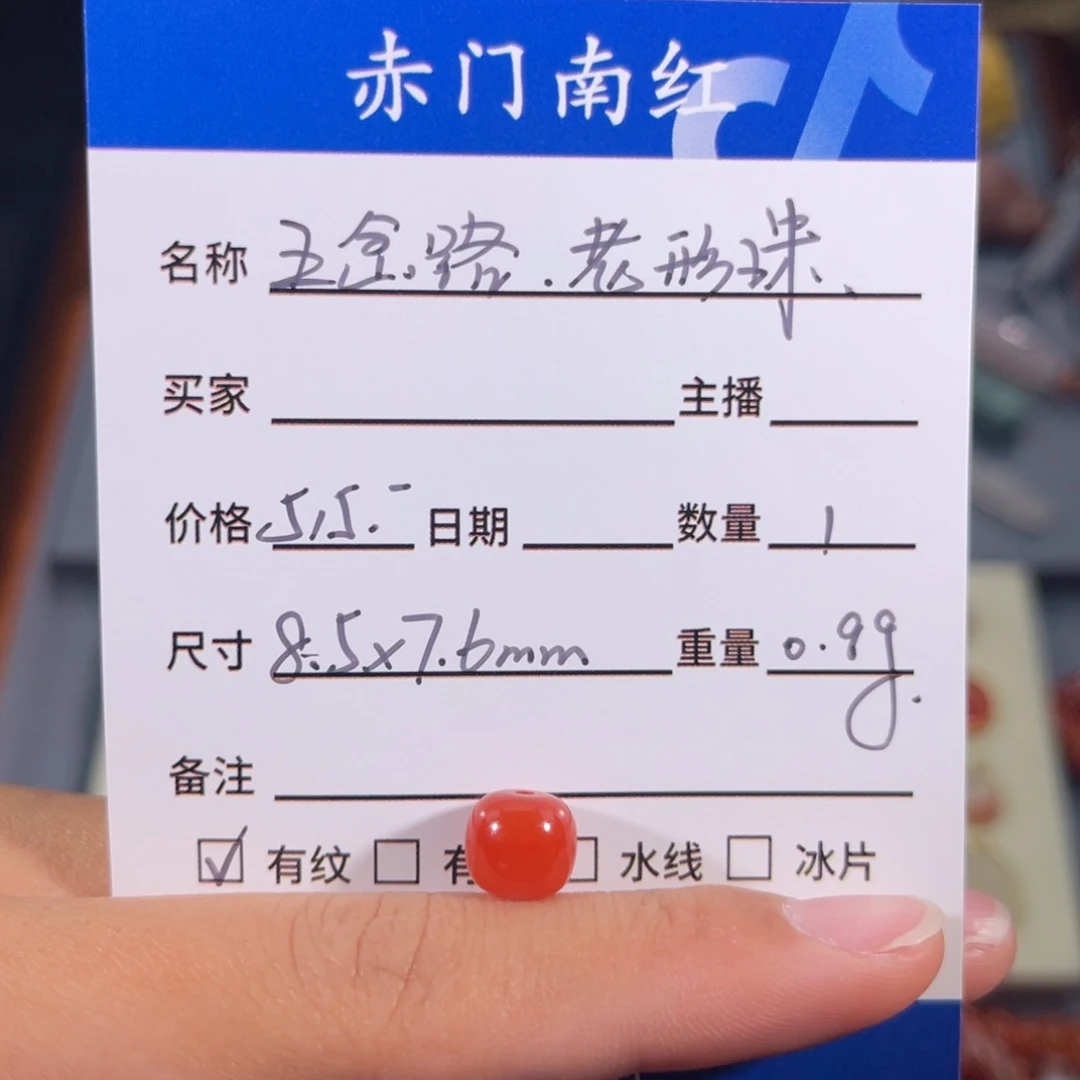 赤门南红
名称 老形珠
买家 主播
价格 515.- 日期 数量 1
尺寸 8.5x7.6mm 重量 0.9g.
备注
☑ 有纹 □ 有 □ 水线 □ 冰片